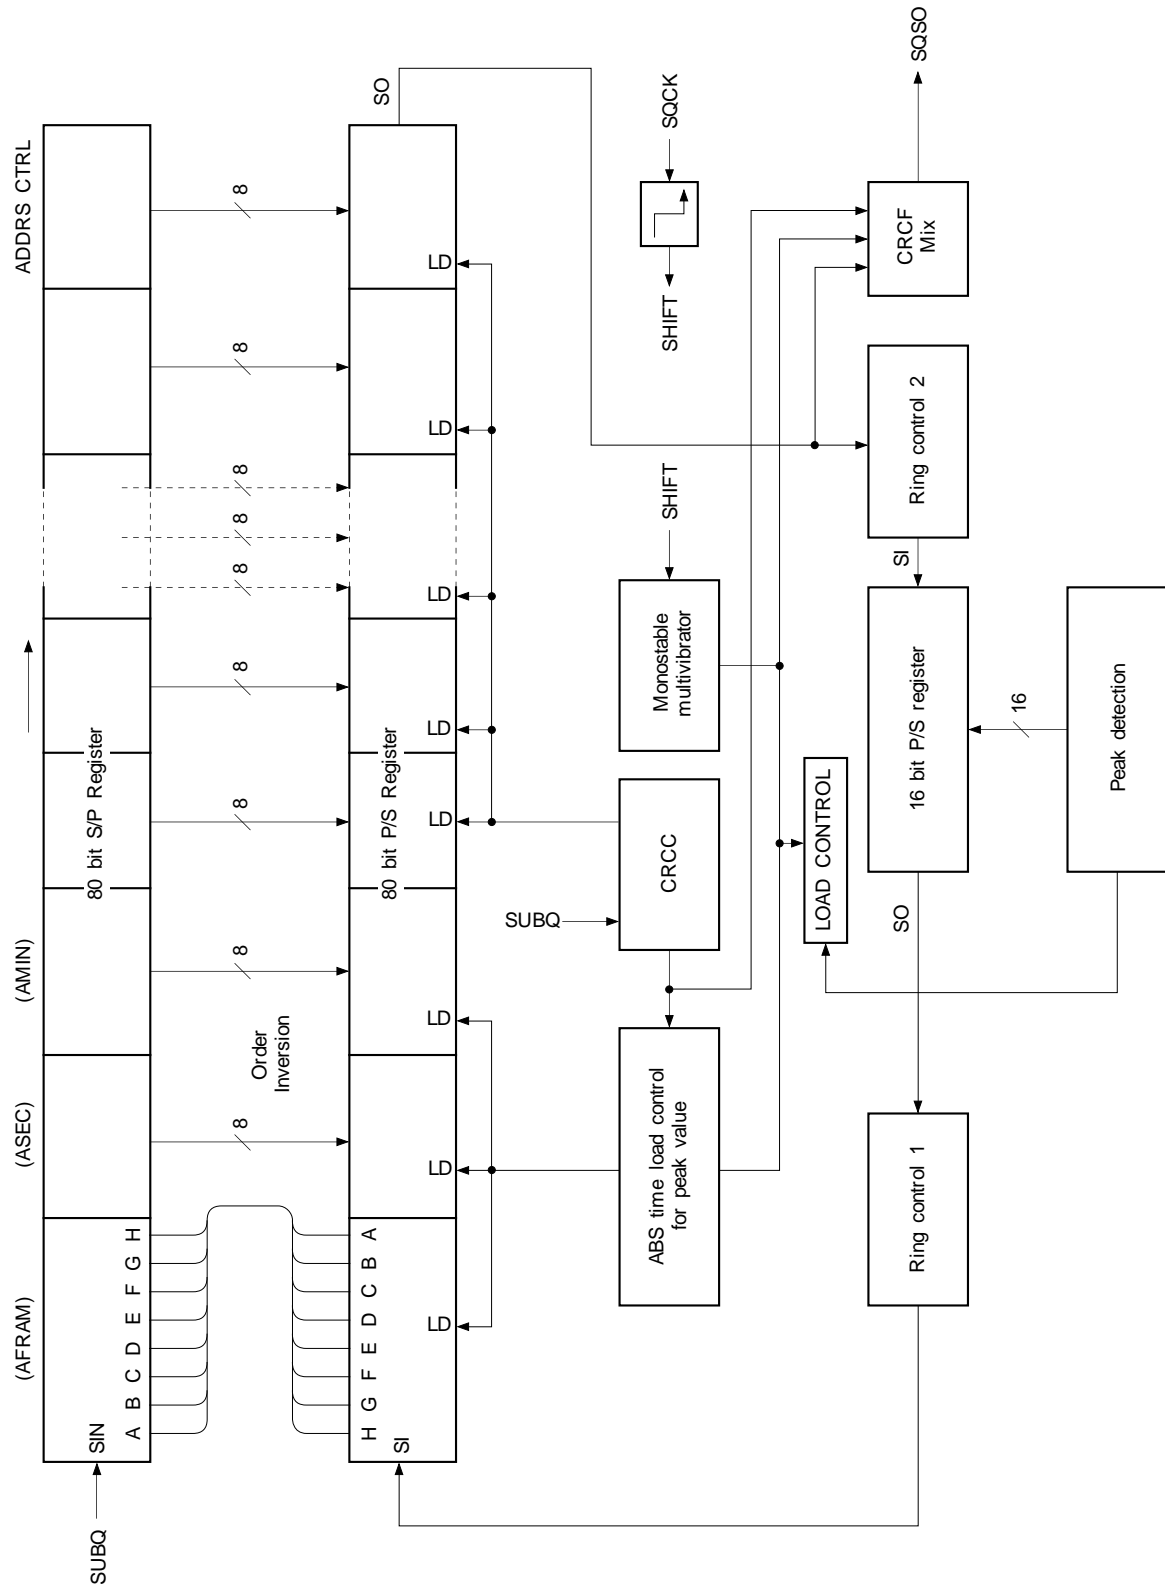 SUBQ
SIN
A B C D E F G H
(AFRAM)
(ASEC)
(AMIN)
80 bit S/P Register
ADDRS CTRL
Order
Inversion
8
8
8
8
8
8
8
8
8
SI
H G F E D C B A
80 bit P/S Register
SO
LD
LD
LD
LD
LD
LD
LD
LD
ABS time load control
for peak value
SUBQ
CRCC
Monostable
multivibrator
SHIFT
SHIFT
SQCK
LOAD CONTROL
Ring control 1
SO
16 bit P/S register
SI
Ring control 2
CRCF
Mix
SQSO
16
Peak detection